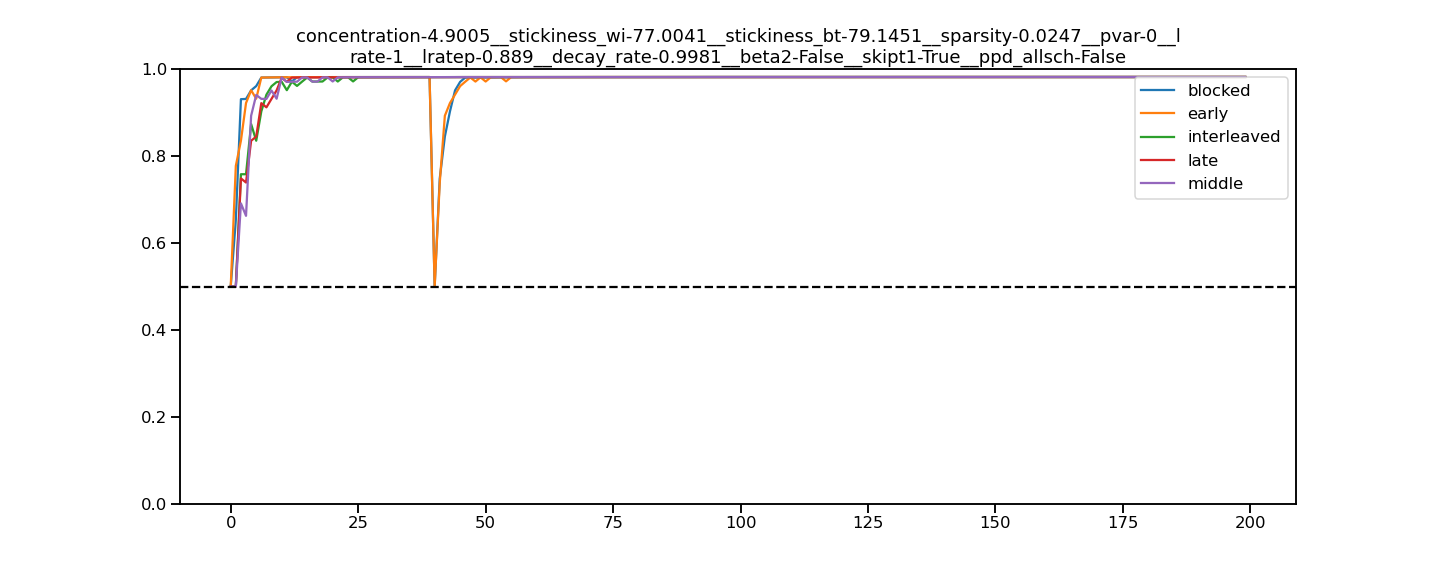 concentration-4.9005__stickiness_wi-77.0041__stickiness_bt-79.1451__sparsity-0.0247__pvar-0__l
rate-1__lratep-0.889__decay_rate-0.9981__beta2-False__skipt1-True__ppd_allsch-False
1.0
0.8
0.6
0.4
0.2
0.0
0 25 50 75 100 125 150 175 200
blocked
early
interleaved
late
middle